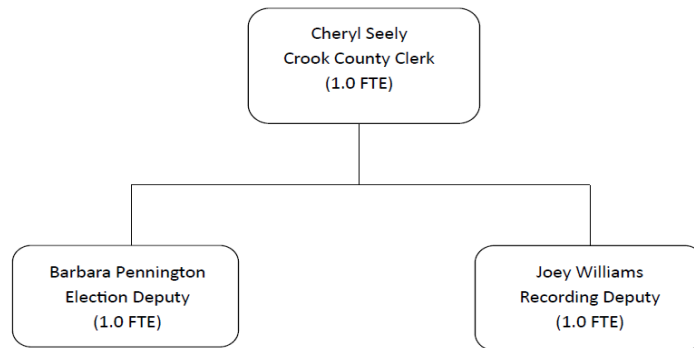 Cheryl Seely
Crook County Clerk
(1.0 FTE)
Barbara Pennington
Election Deputy
(1.0 FTE)
Joey Williams
Recording Deputy
(1.0 FTE)